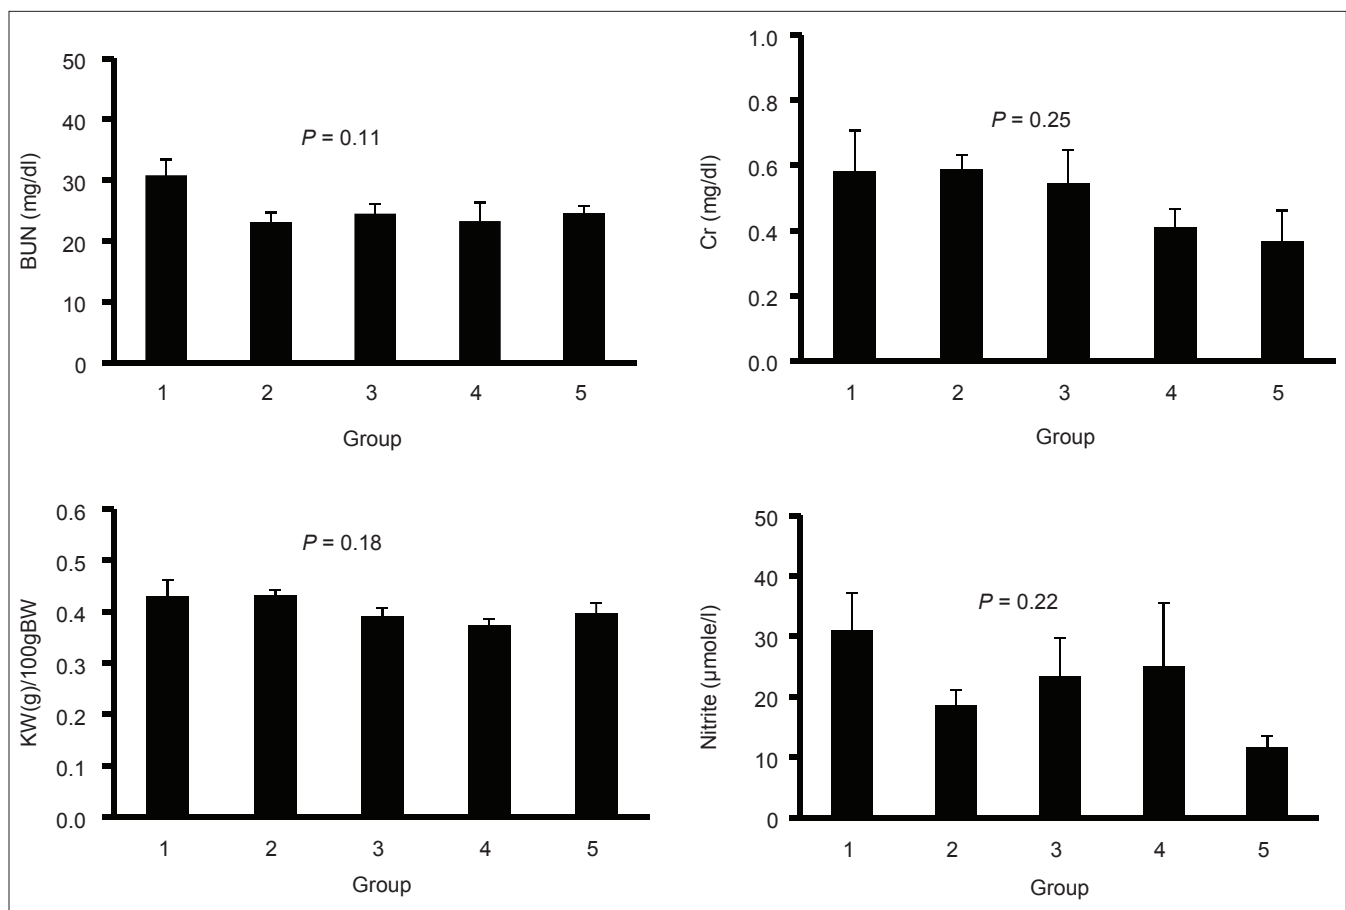 50
40
30
20
10
0
BUN (mg/dl)
P = 0.11
1 2 3 4 5
Group
1.0
0.8
0.6
0.4
0.2
0.0
Cr (mg/dl)
P = 0.25
1 2 3 4 5
Group
0.6
0.5
0.4
0.3
0.2
0.1
0.0
KW(g)/100gBW
P = 0.18
1 2 3 4 5
Group
50
40
30
20
10
0
Nitrite (μmole/l)
P = 0.22
1 2 3 4 5
Group